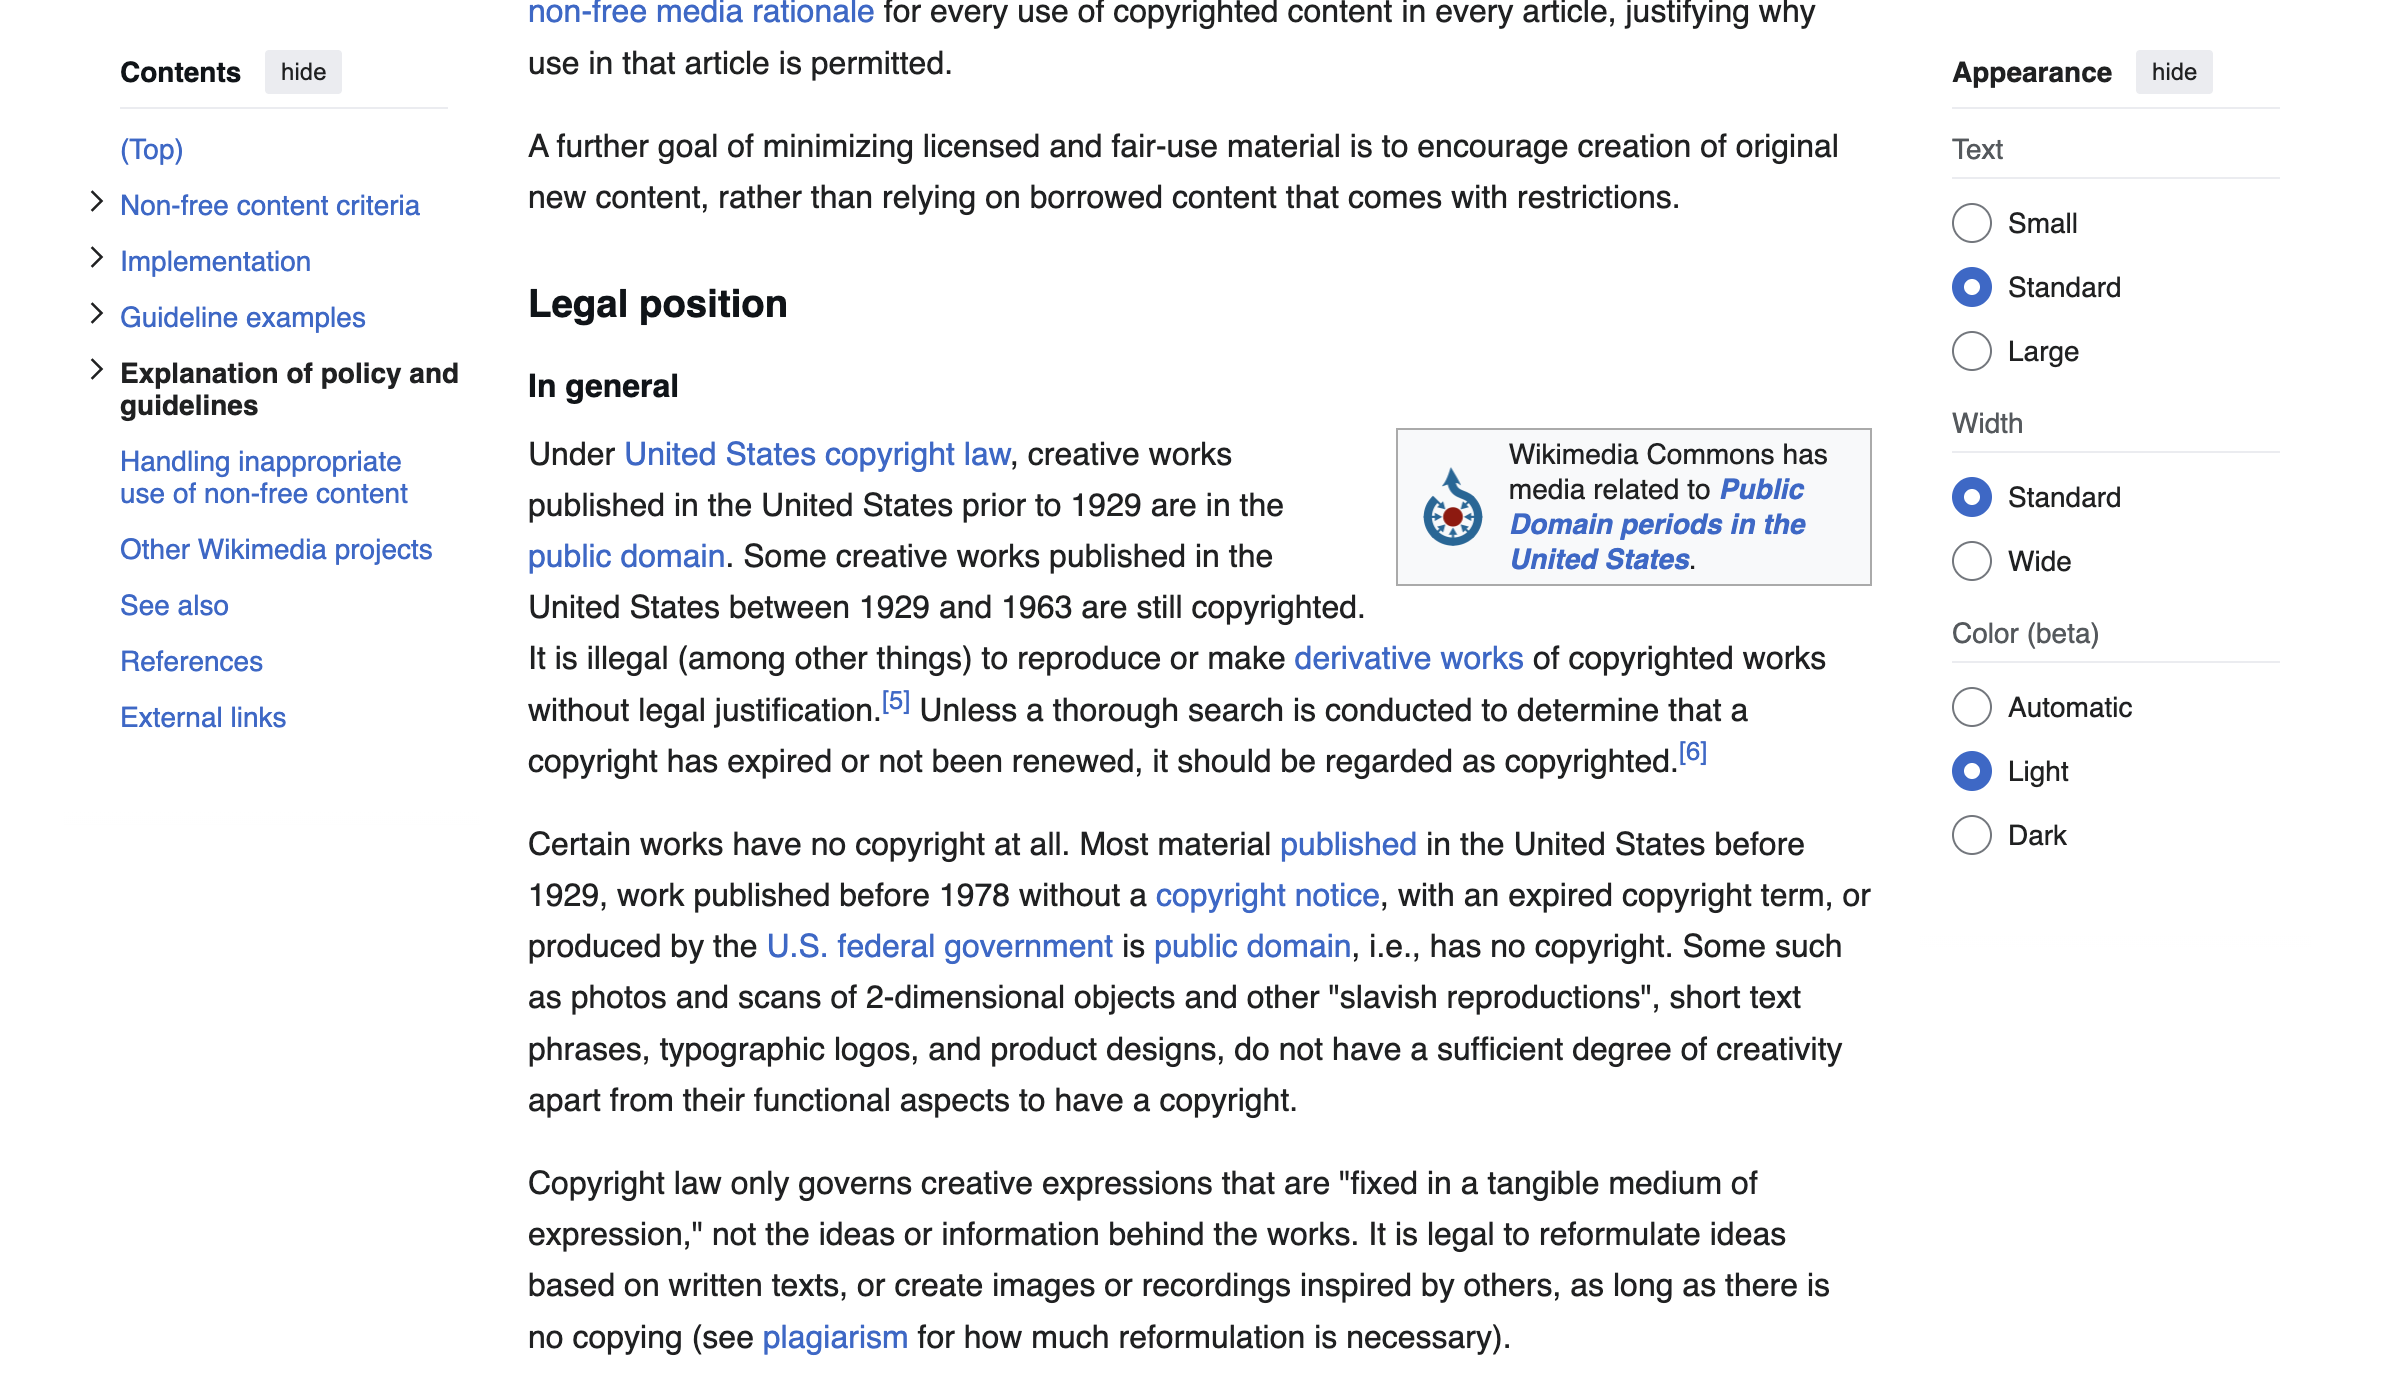 non-free media rationale for every use of copyrighted content in every article, justifying why
use in that article is permitted.
Contents hide
(Top)
Non-free content criteria
Implementation
Guideline examples
Explanation of policy and
guidelines
Handling inappropriate
use of non-free content
Other Wikimedia projects
See also
References
External links
A further goal of minimizing licensed and fair-use material is to encourage creation of original
new content, rather than relying on borrowed content that comes with restrictions.
Legal position
In general
Under United States copyright law, creative works
published in the United States prior to 1929 are in the
public domain. Some creative works published in the
United States between 1929 and 1963 are still copyrighted.
It is illegal (among other things) to reproduce or make derivative works of copyrighted works
without legal justification.[5] Unless a thorough search is conducted to determine that a
copyright has expired or not been renewed, it should be regarded as copyrighted.[6]
Wikimedia Commons has
media related to Public
Domain periods in the
United States.
Certain works have no copyright at all. Most material published in the United States before
1929, work published before 1978 without a copyright notice, with an expired copyright term, or
produced by the U.S. federal government is public domain, i.e., has no copyright. Some such
as photos and scans of 2-dimensional objects and other "slavish reproductions", short text
phrases, typographic logos, and product designs, do not have a sufficient degree of creativity
apart from their functional aspects to have a copyright.
Copyright law only governs creative expressions that are "fixed in a tangible medium of
expression," not the ideas or information behind the works. It is legal to reformulate ideas
based on written texts, or create images or recordings inspired by others, as long as there is
no copying (see plagiarism for how much reformulation is necessary).
Appearance hide
Text
Small
Standard
Large
Width
Standard
Wide
Color (beta)
Automatic
Light
Dark